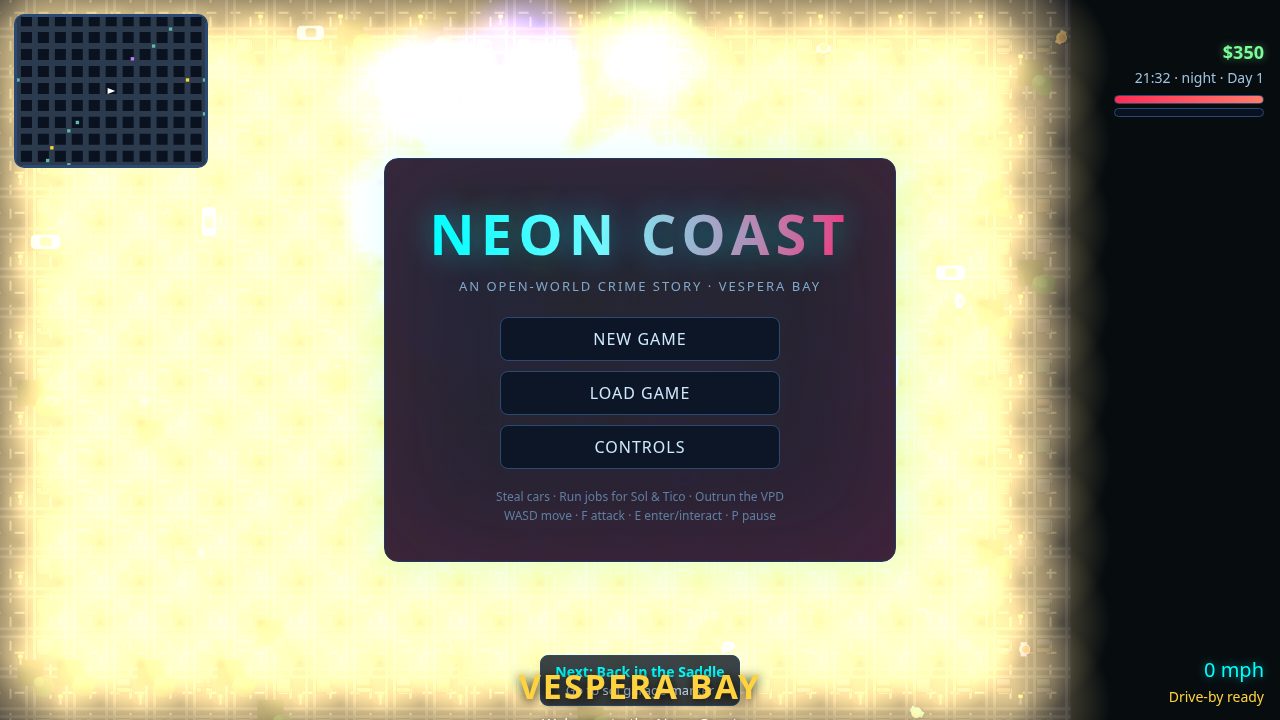 $350
21:32 · night · Day 1
NEON COAST
AN OPEN-WORLD CRIME STORY · VESPERA BAY
NEW GAME
LOAD GAME
CONTROLS
Steal cars · Run jobs for Sol & Tico · Outrun the VPD
WASD move · F attack · E enter/interact · P pause
Next: Back in the Saddle
VESPERA BAY
0 mph
Drive-by ready